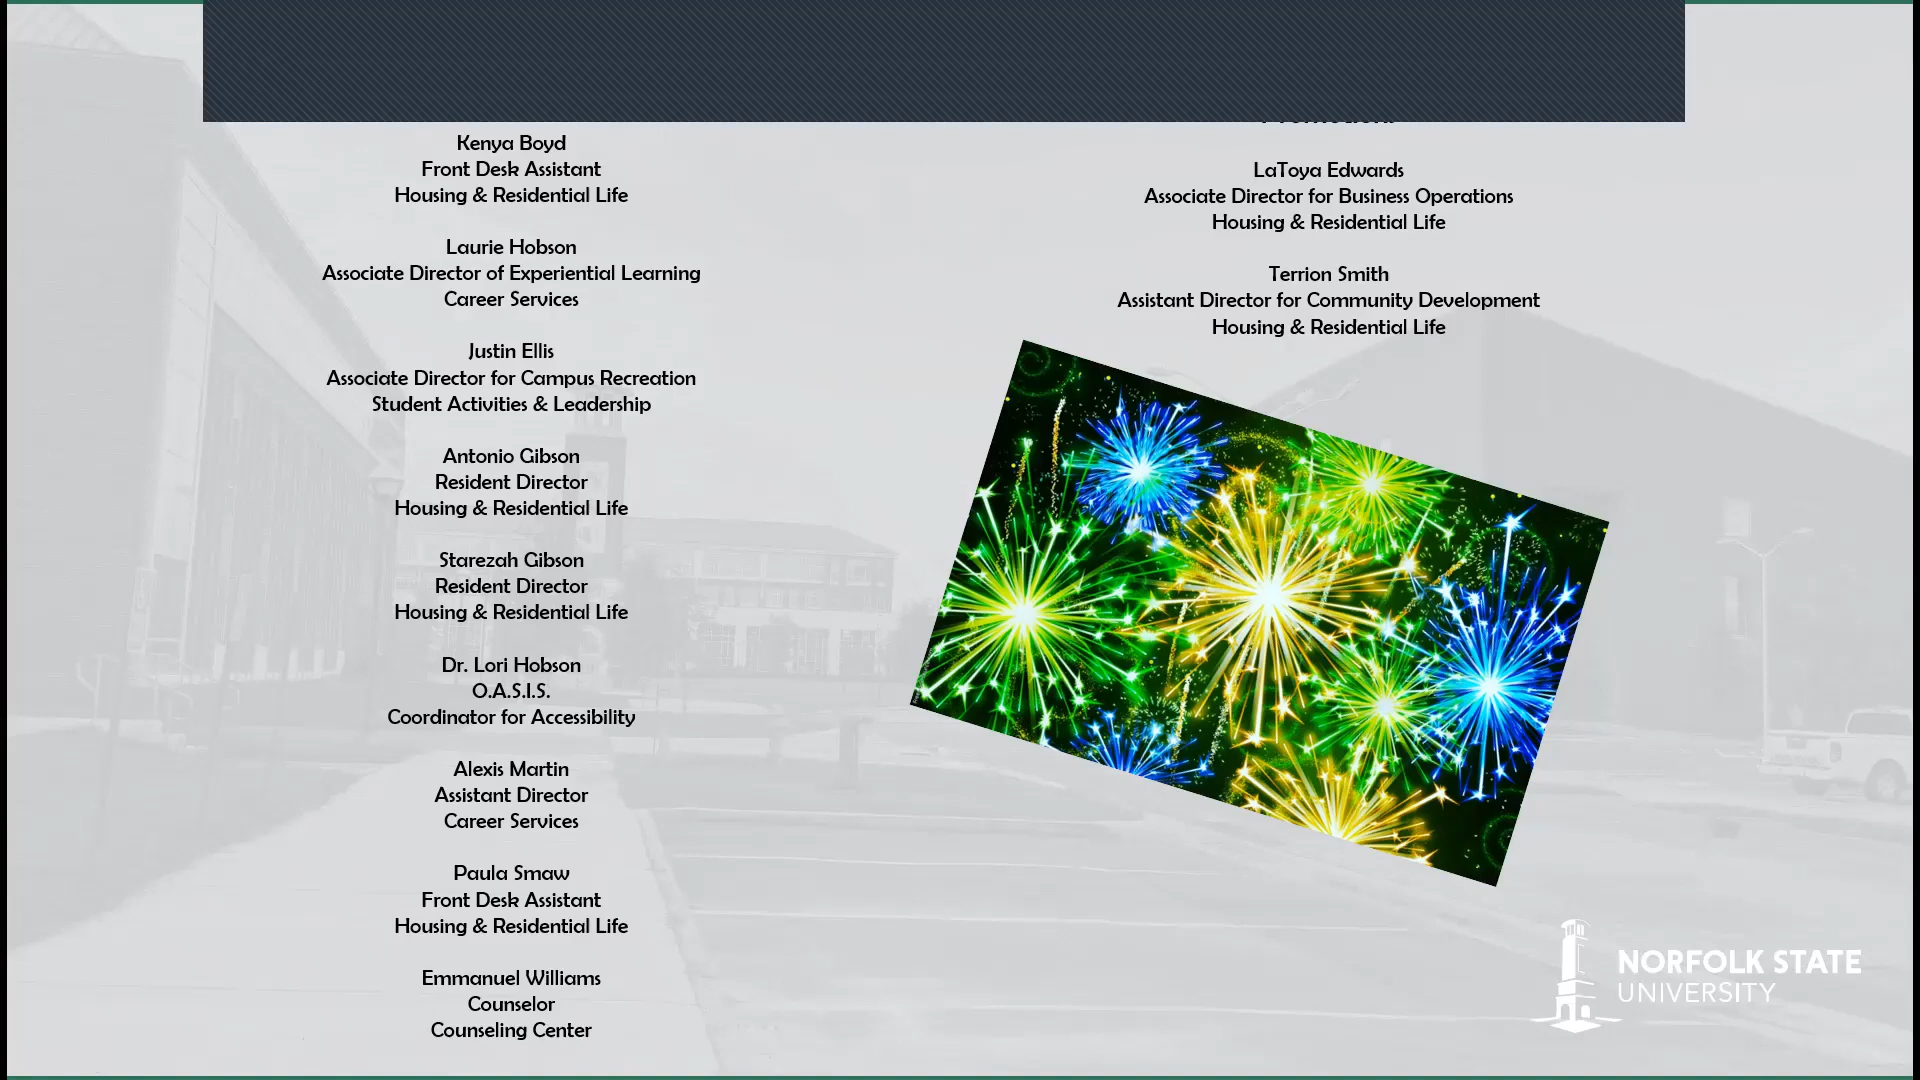 Kenya Boyd
Front Desk Assistant
Housing & Residential Life
Laurie Hobson
Associate Director of Experiential Learning
Career Services
Justin Ellis
Associate Director for Campus Recreation
Student Activities & Leadership
Antonio Gibson
Resident Director
Housing & Residential Life
Starezah Gibson
Resident Director
Housing & Residential Life
Dr. Lori Hobson
O.A.S.I.S.
Coordinator for Accessibility
Alexis Martin
Assistant Director
Career Services
Paula Smaw
Front Desk Assistant
Housing & Residential Life
Emmanuel Williams
Counselor
Counseling Center
LaToya Edwards
Associate Director for Business Operations
Housing & Residential Life
Terrion Smith
Assistant Director for Community Development
Housing & Residential Life
NORFOLK STATE
UNIVERSITY